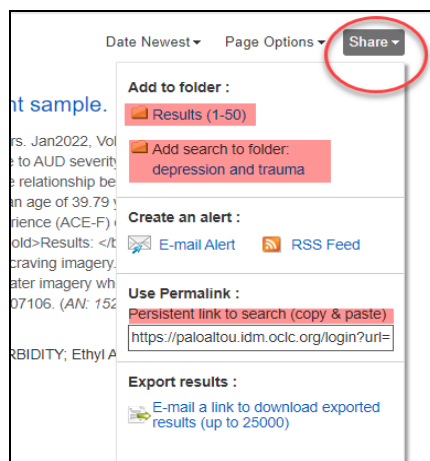 Date Newest Page Options Share
Add to folder :
Results (1-50)
Add search to folder:
depression and trauma
Create an alert :
E-mail Alert RSS Feed
Use Permalink :
Persistent link to search (copy & paste)
https://paloaltou.idm.oclc.org/login?url=
Export results :
E-mail a link to download exported
results (up to 25000)
nt sample.
rs. Jan2022, Vol
e to AUD severity
e relationship be
an age of 39.79 y
rience (ACE-F)
old>Results: </b
craving imagery.
ater imagery wh
07106. (AN: 152
RBIDITY; Ethyl A